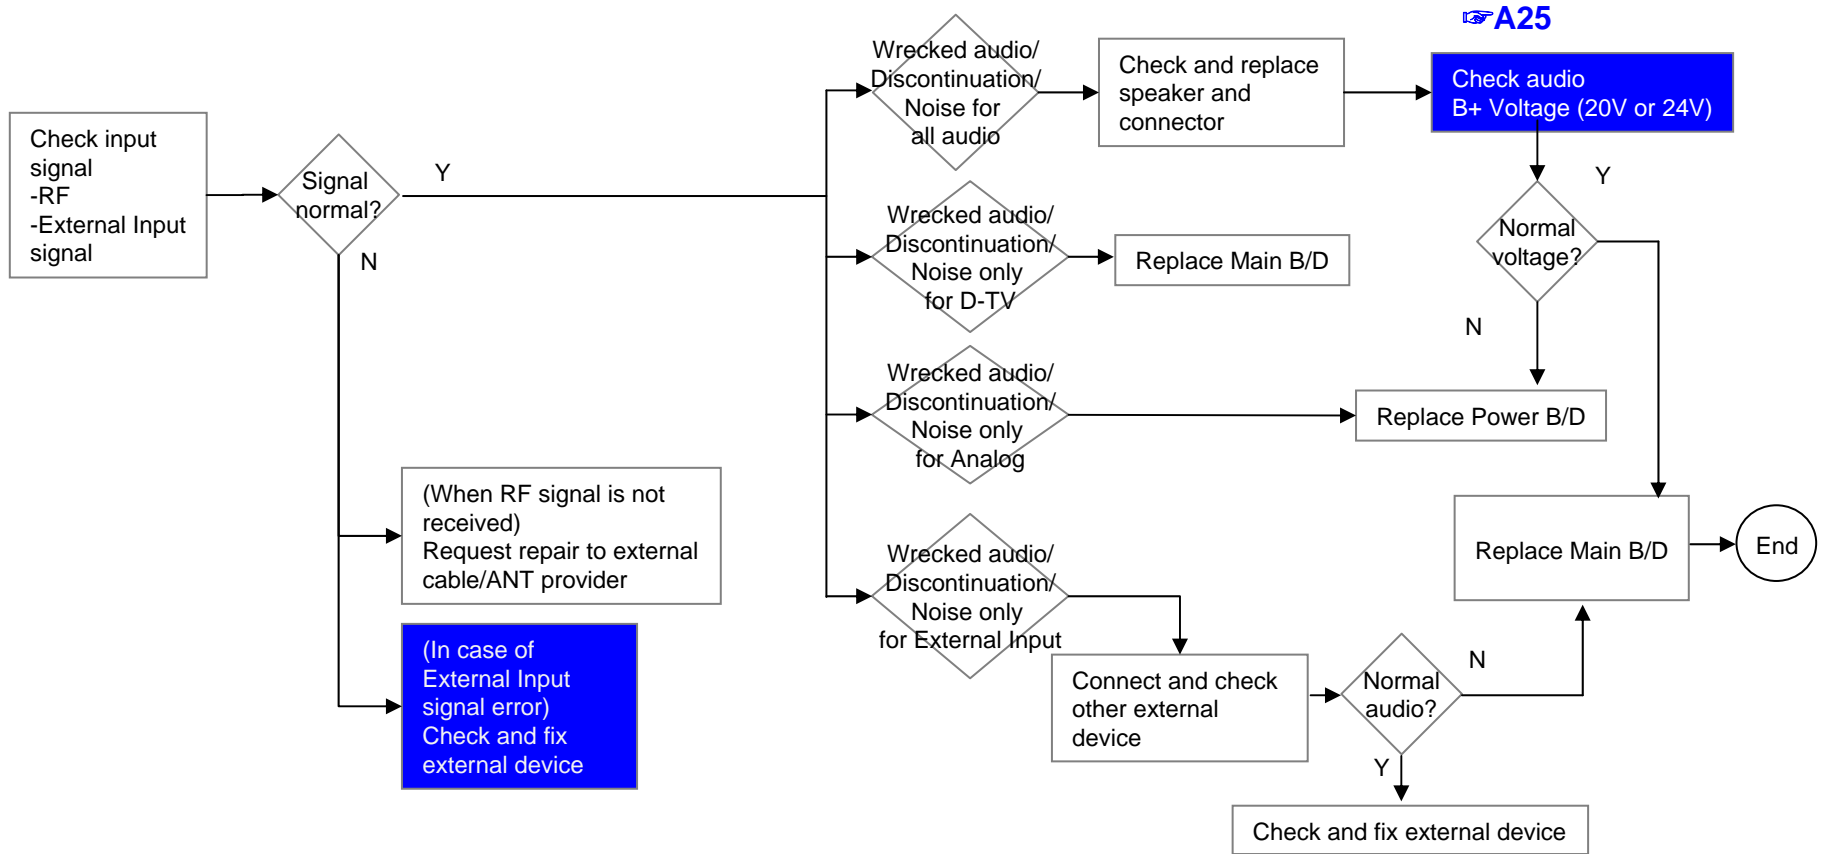 ☞A25
Check input
signal
-RF
-External Input
signal
Signal
normal?
Y
N
(When RF signal is not
received)
Request repair to external
cable/ANT provider
(In case of
External Input
signal error)
Check and fix
external device
Wrecked audio/
Discontinuation/
Noise for
all audio
Check and replace
speaker and
connector
Check audio
B+ Voltage (20V or 24V)
Normal
voltage?
Y
N
Wrecked audio/
Discontinuation/
Noise only
for D-TV
Replace Main B/D
Wrecked audio/
Discontinuation/
Noise only
for Analog
Replace Power B/D
Wrecked audio/
Discontinuation/
Noise only
for External Input
Connect and check
other external
device
Normal
audio?
N
Y
Replace Main B/D
End
Check and fix external device